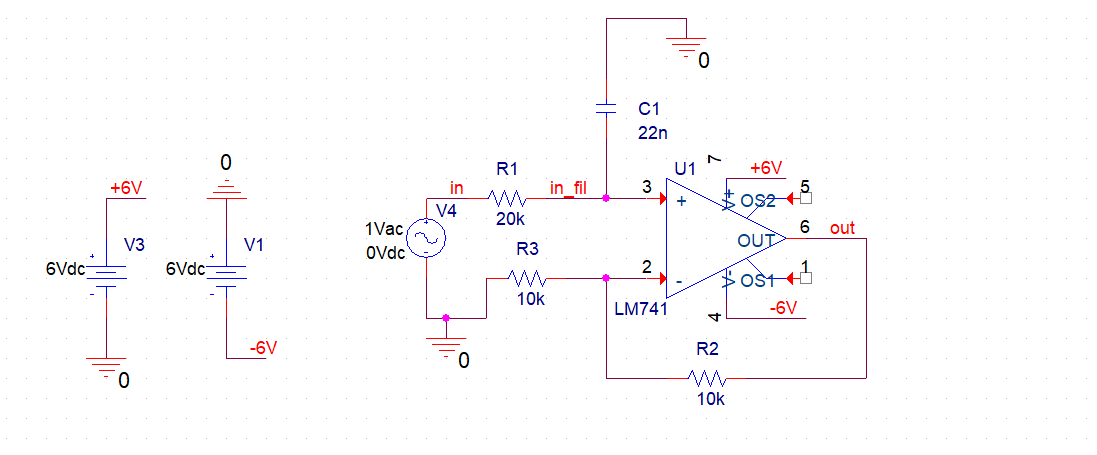 0
C1
22n
0
+6V
V3
6Vdc
+
-
0
V1
6Vdc
+
-
-6V
in
R1
20k
in_fil
V4
1Vac
0Vdc
+
-
R3
10k
0
U1
3
+
2
-
7
+6V
V+
OS2
5
OUT
6
out
OS1
1
V-
4
-6V
LM741
R2
10k